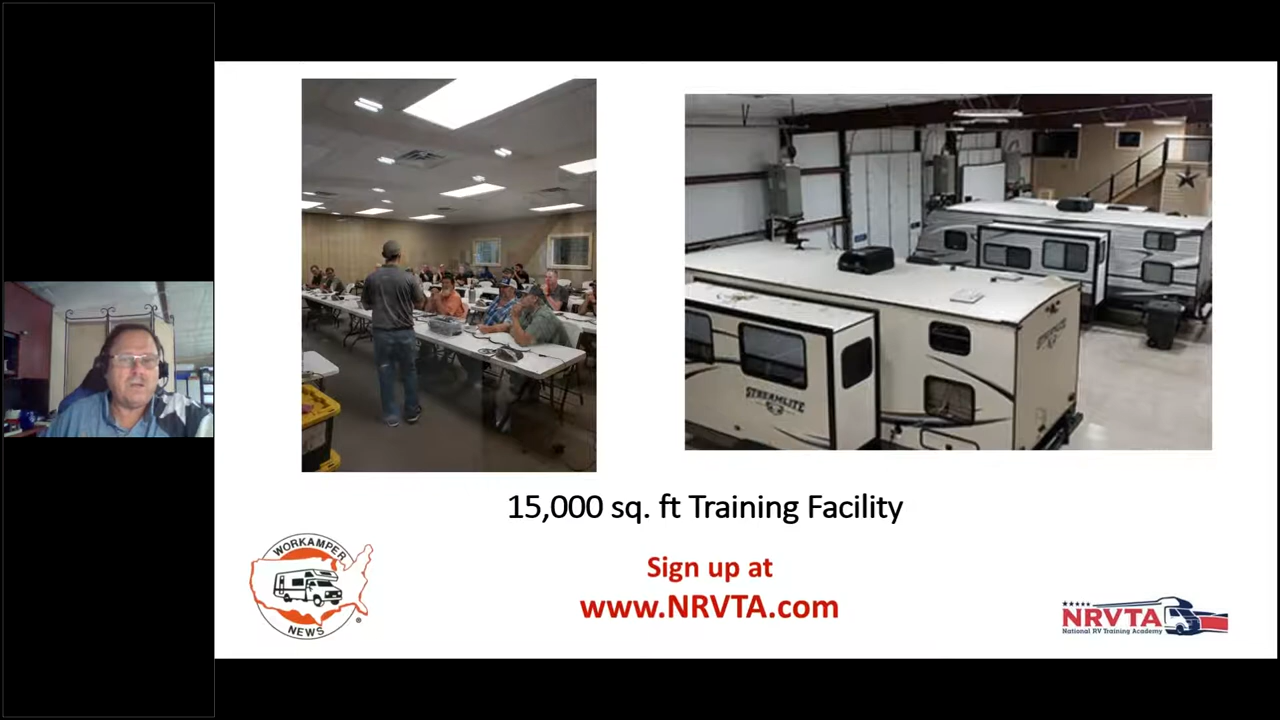 STREAMLITE
STREAMLITE
15,000 sq. ft Training Facility
Sign up at
www.NRVTA.com
WORKAMPER
NEWS
®
NRVTA
National RV Training Academy